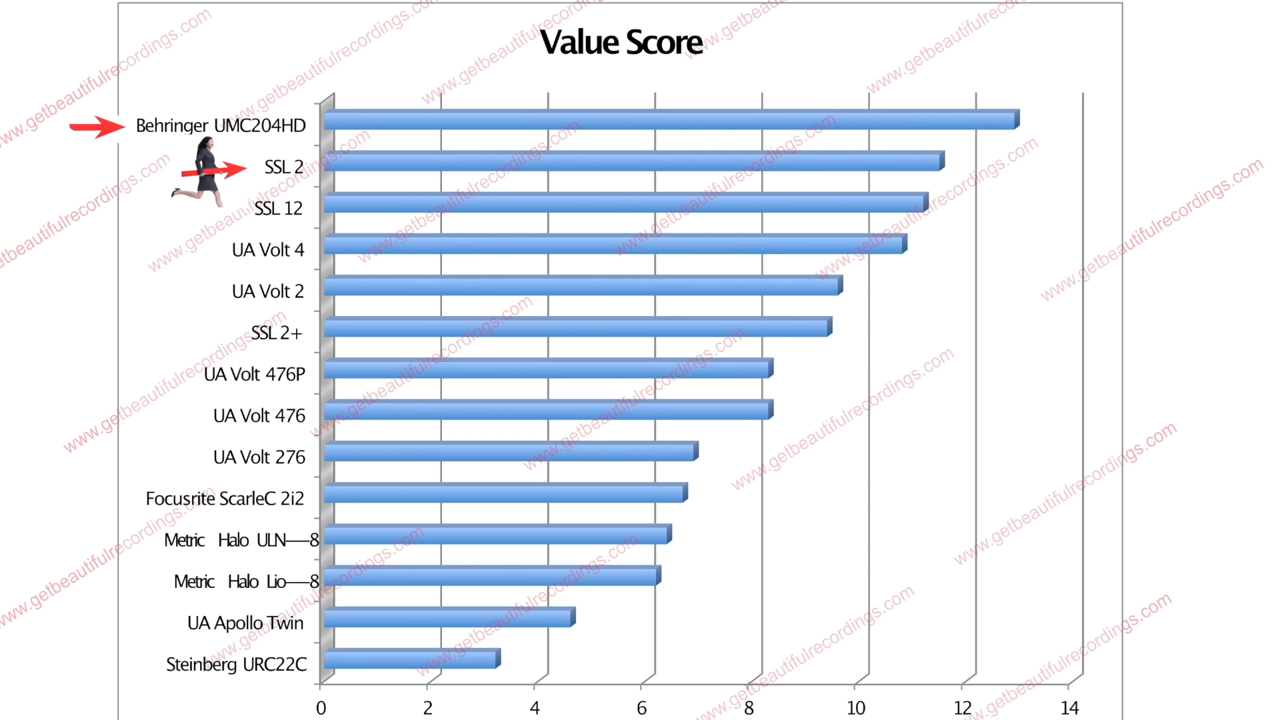 Value Score
Behringer UMC204HD
SSL 2
SSL 12
UA Volt 4
UA Volt 2
SSL 2+
UA Volt 476P
UA Volt 476
UA Volt 276
Focusrite ScarleC 2i2
Metric Halo ULN—8
Metric Halo Lio—8
UA Apollo Twin
Steinberg URC22C
0 2 4 6 8 10 12 14
www.getbeautifulrecordings.com